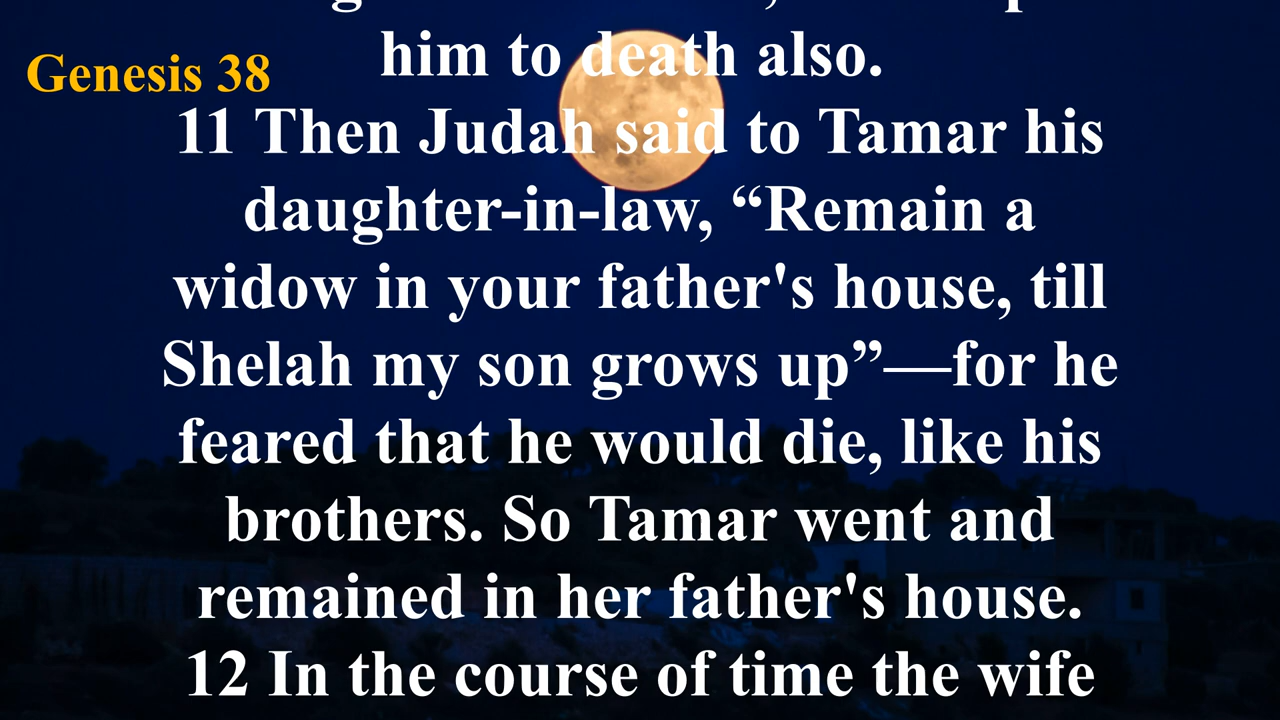 him to death also.
Genesis 38
11 Then Judah said to Tamar his
daughter-in-law, “Remain a
widow in your father's house, till
Shelah my son grows up”—for he
feared that he would die, like his
brothers. So Tamar went and
remained in her father's house.
12 In the course of time the wife